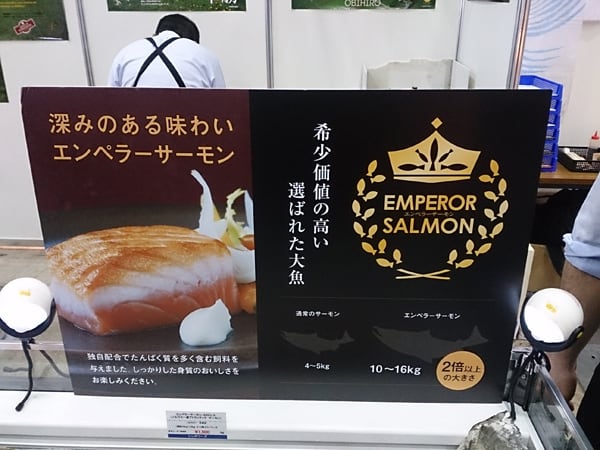 OBIHIRO
深みのある味わい
エンペラーサーモン
独自配合でたんぱく質を多く含む飼料を
与えました。しっかりした身質のおいしさを
お楽しみください。
希少価値の高い
選ばれた大魚
EMPEROR
エンペラーサーモン
SALMON
通常のサーモン
4〜5kg
エンペラーサーモン
10〜16kg
2倍以上
の大きさ